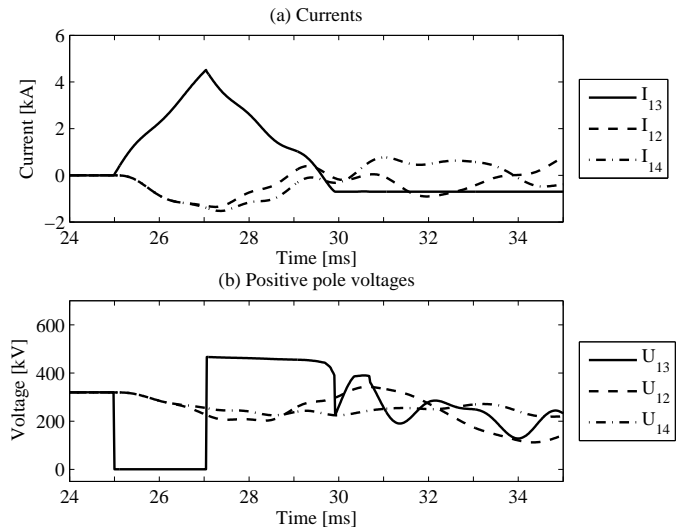 (a) Currents
6
4
2
0
−2
Current [kA]
24 26 28 30 32 34
Time [ms]
I13
I12
I14
(b) Positive pole voltages
600
400
200
0
Voltage [kV]
24 26 28 30 32 34
Time [ms]
U13
U12
U14